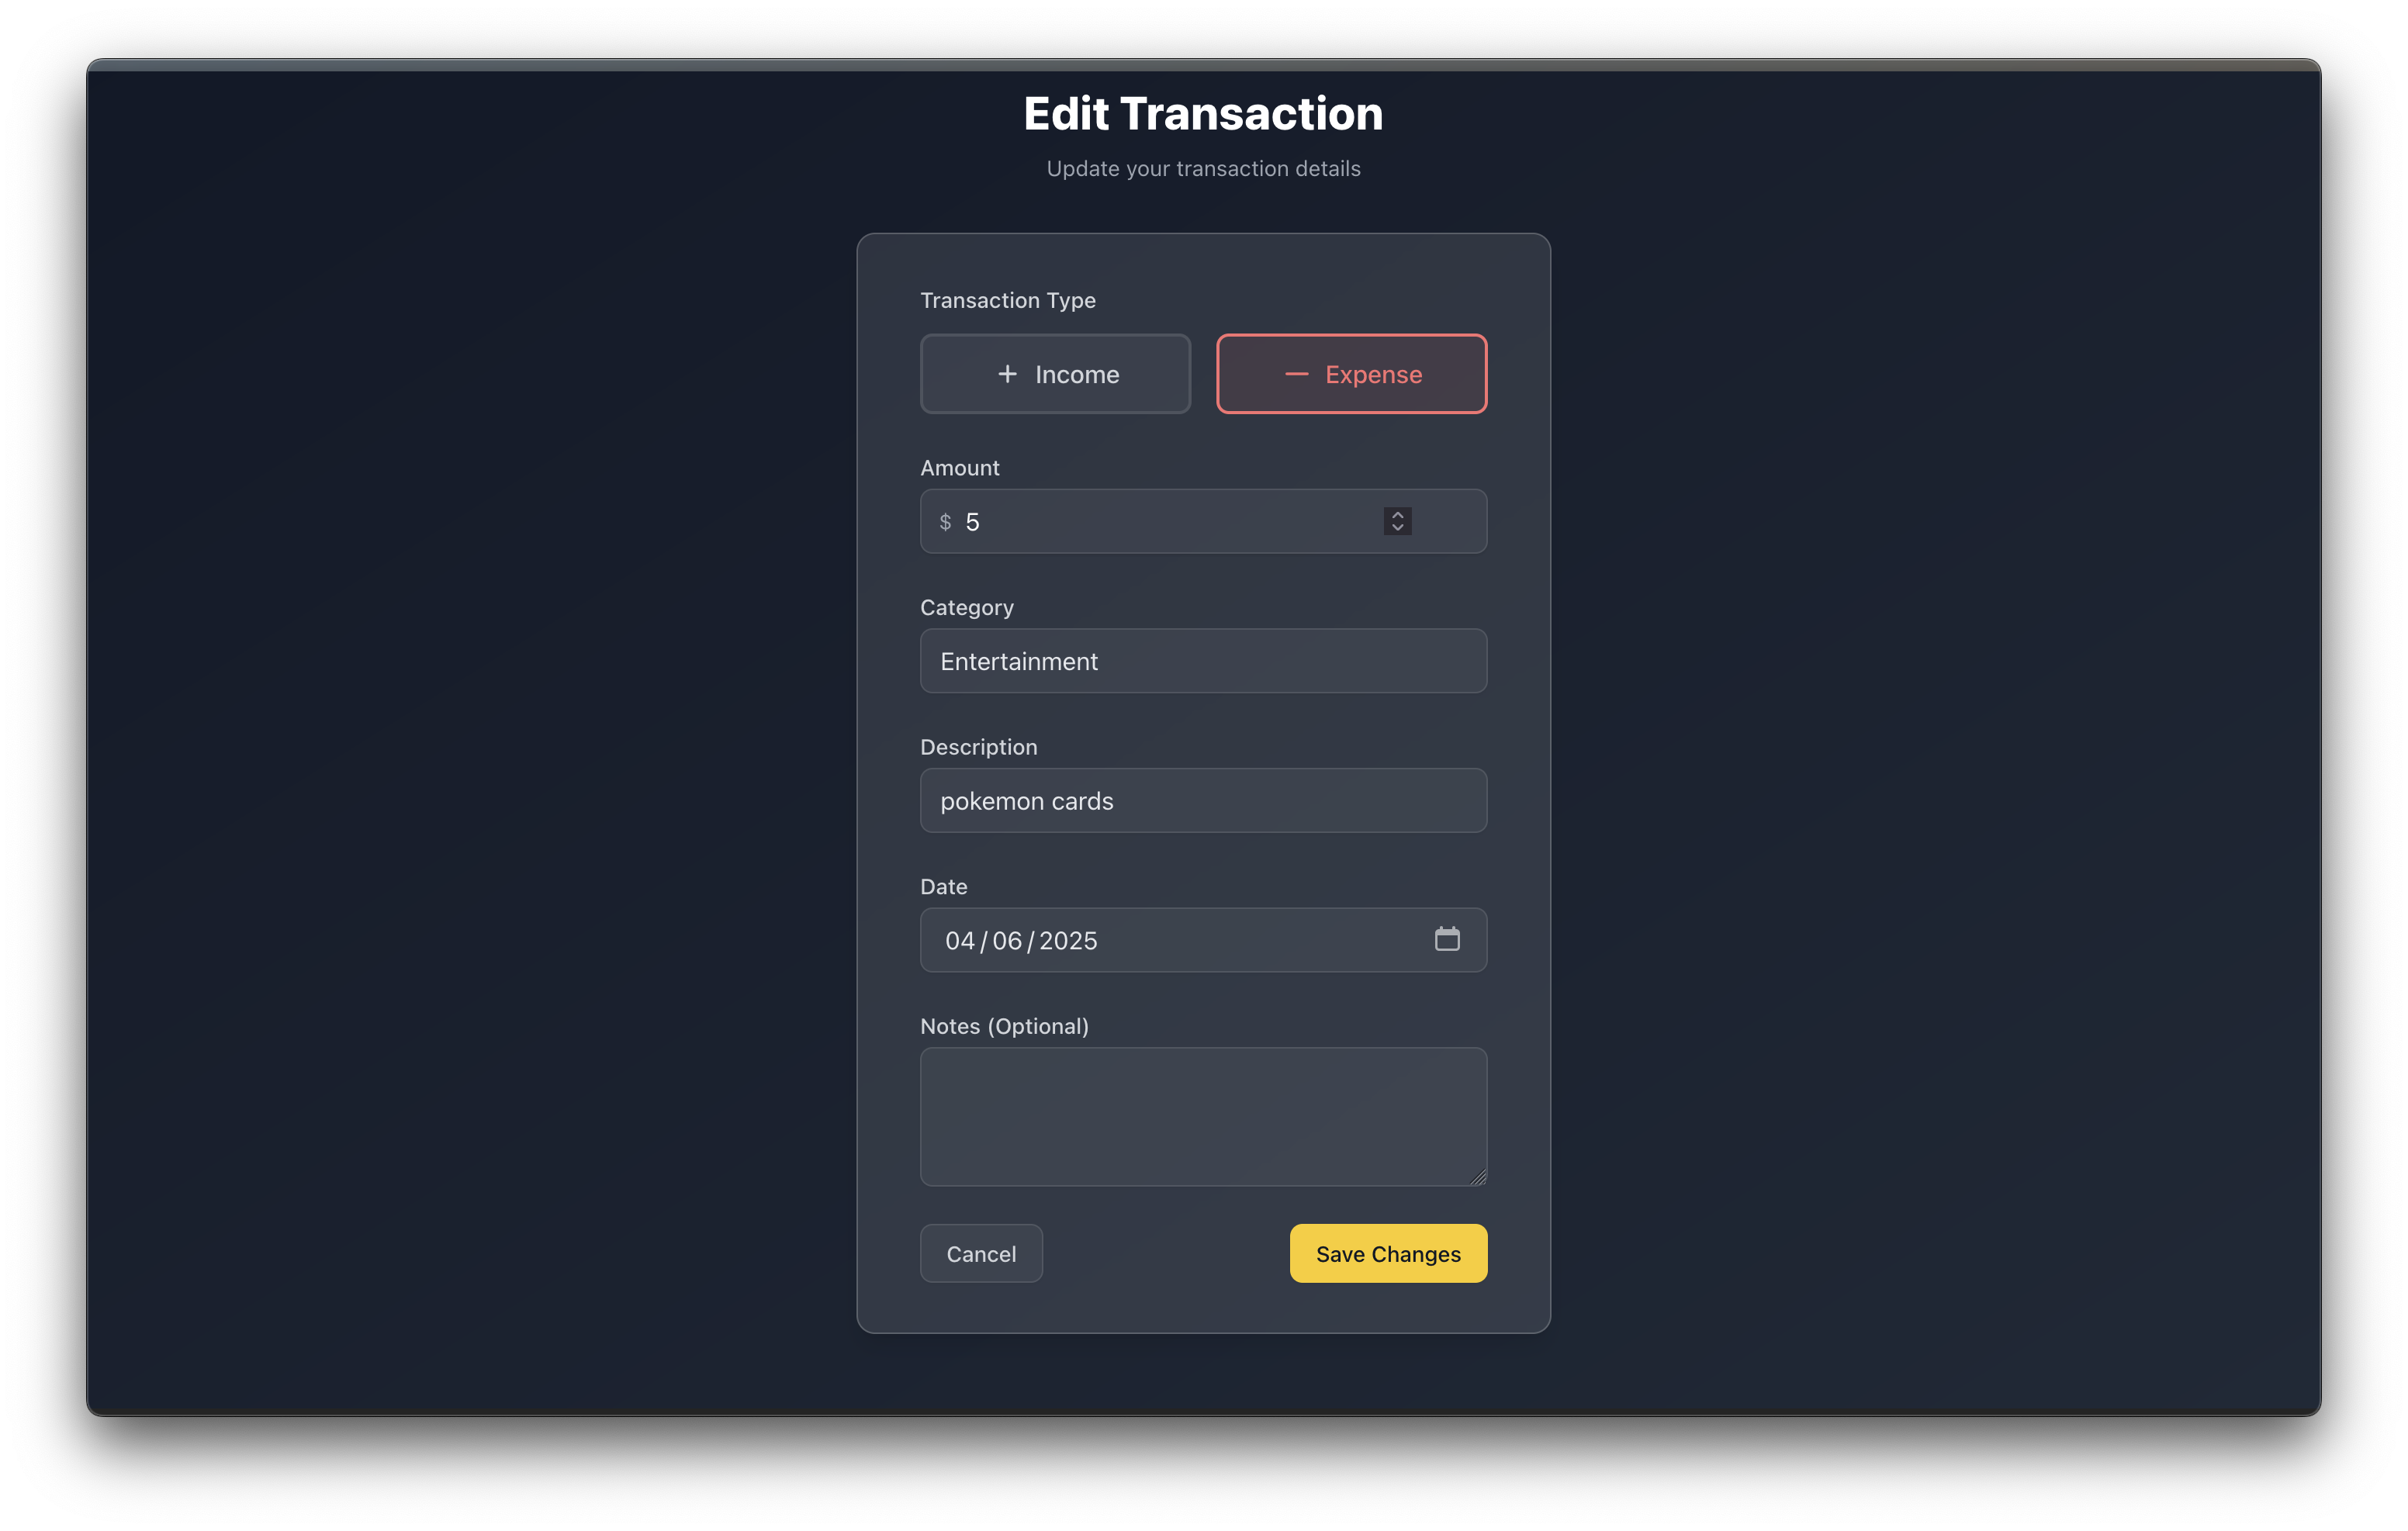 Edit Transaction
Update your transaction details
Transaction Type
+ Income — Expense
Amount
$ 5
Category
Entertainment
Description
pokemon cards
Date
04/06/2025
Notes (Optional)
Cancel Save Changes